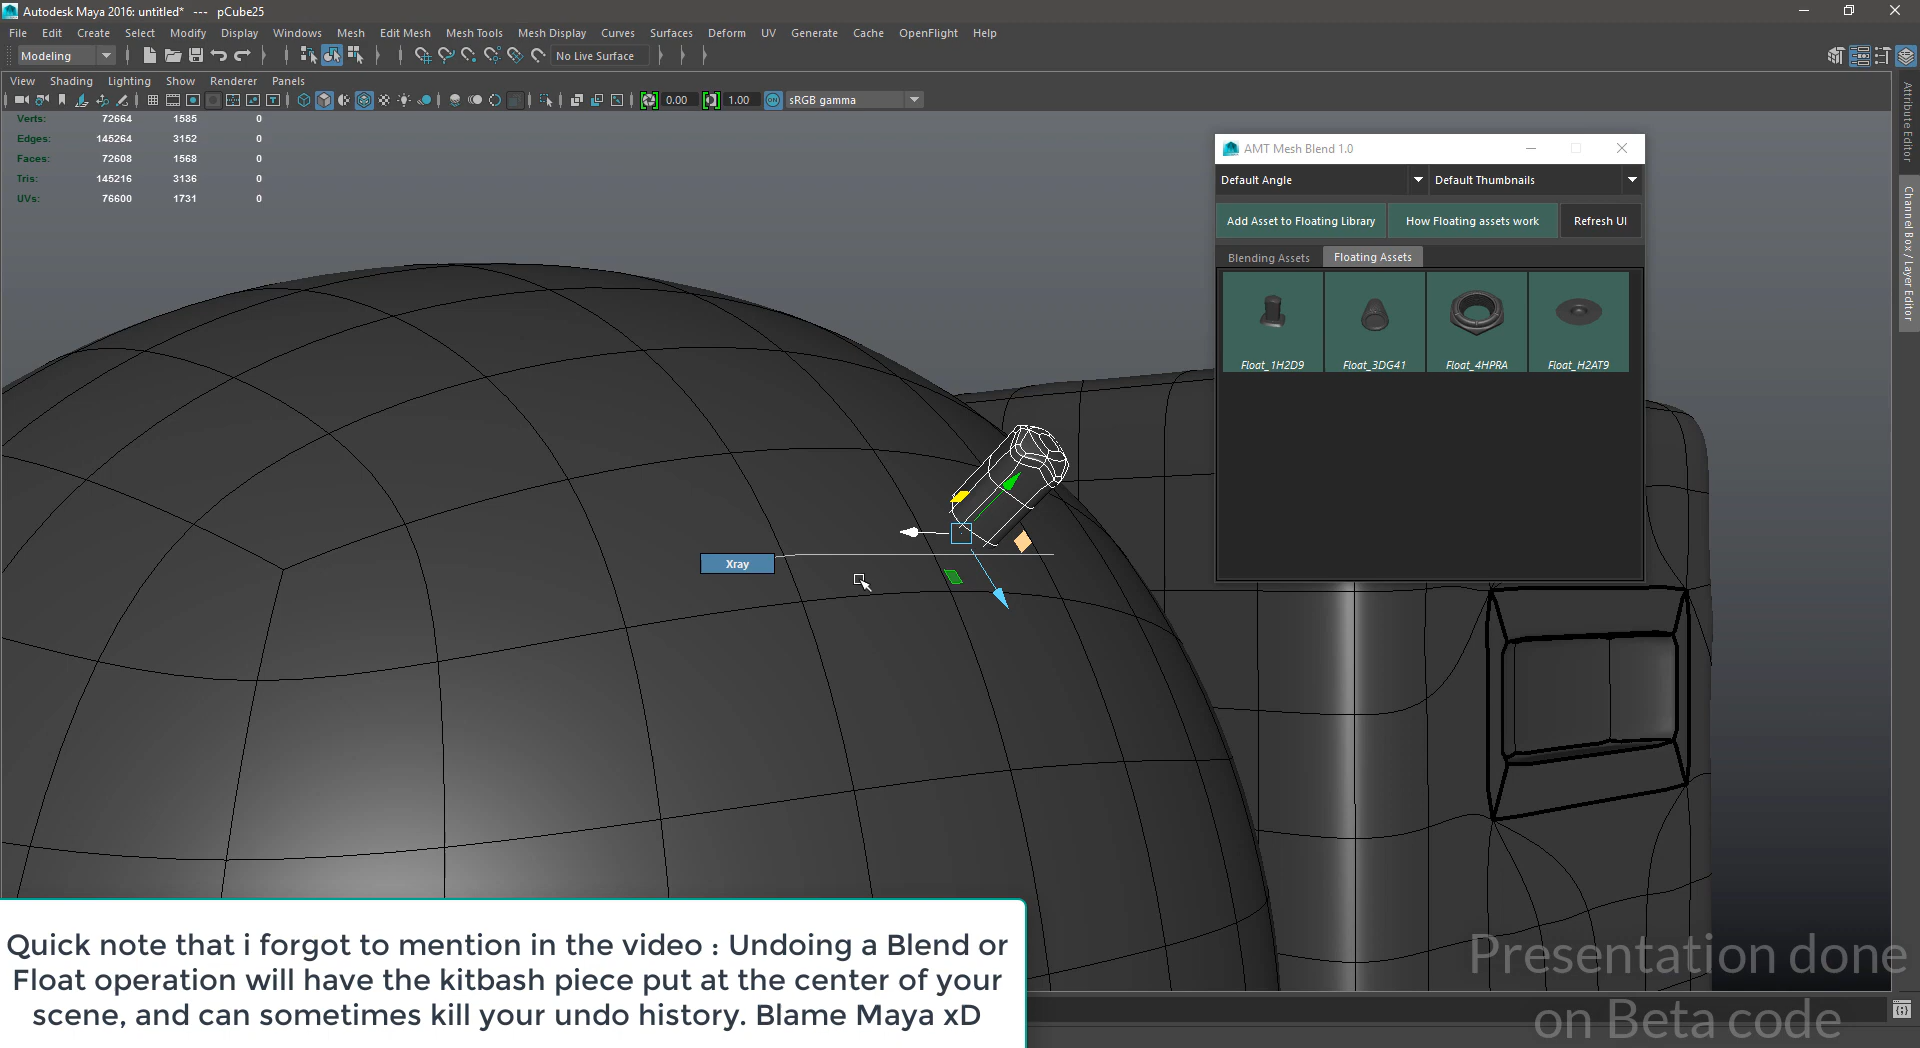 Autodesk Maya 2016: untitled* --- pCube25
File Edit Create Select Modify Display Windows Mesh Edit Mesh Mesh Tools Mesh Display Curves Surfaces Deform UV Generate Cache OpenFlight Help
Modeling No Live Surface
View Shading Lighting Show Renderer Panels
0.00 1.00 ON sRGB gamma
Verts: 72664 1585 0
Edges: 145264 3152 0
Faces: 72608 1568 0
Tris: 145216 3136 0
UVs: 76600 1731 0
AMT Mesh Blend 1.0
Default Angle Default Thumbnails
Add Asset to Floating Library How Floating assets work Refresh UI
Blending Assets Floating Assets
Float_1H2D9 Float_3DG41 Float_4HPRA Float_H2AT9
Attribute Editor
Channel Box / Layer Editor
Xray
Quick note that i forgot to mention in the video : Undoing a Blend or
Float operation will have the kitbash piece put at the center of your
scene, and can sometimes kill your undo history. Blame Maya xD
Presentation done
on Beta code